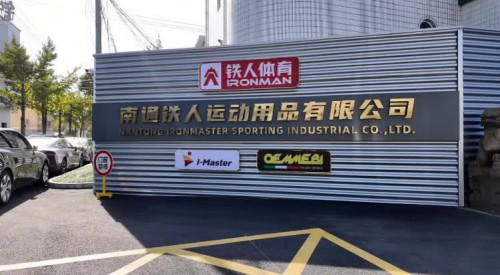 铁人体育
IRONMAN
南通铁人运动用品有限公司
NANTONG IRONMASTER SPORTING INDUSTRIAL CO.,LTD.
I-Master
OEMMEBI